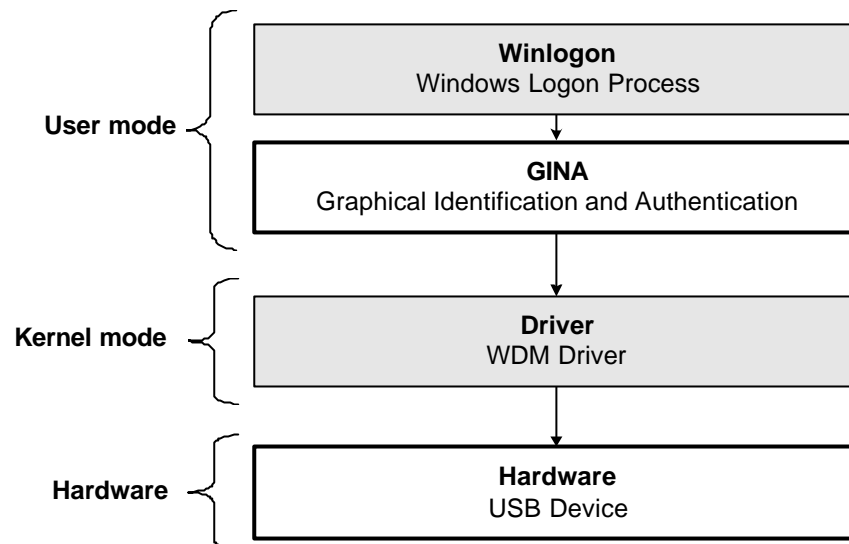 Winlogon
Windows Logon Process
User mode
GINA
Graphical Identification and Authentication
Kernel mode
Driver
WDM Driver
Hardware
Hardware
USB Device